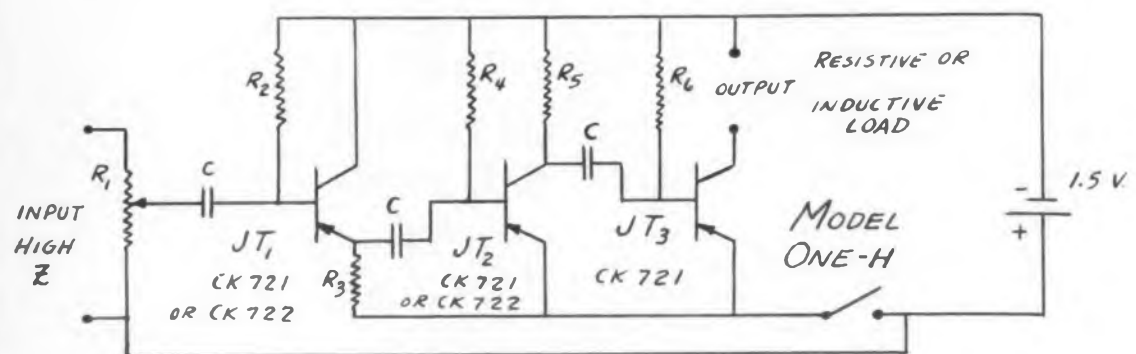 R2
R4
R5
R6
OUTPUT
RESISTIVE OR
INDUCTIVE
LOAD
R1
C
C
C
1.5 V.
-
+
INPUT
HIGH
Z
JT1
CK 721
OR CK 722
R3
JT2
CK 721
OR CK 722
JT3
CK 721
MODEL
ONE-H